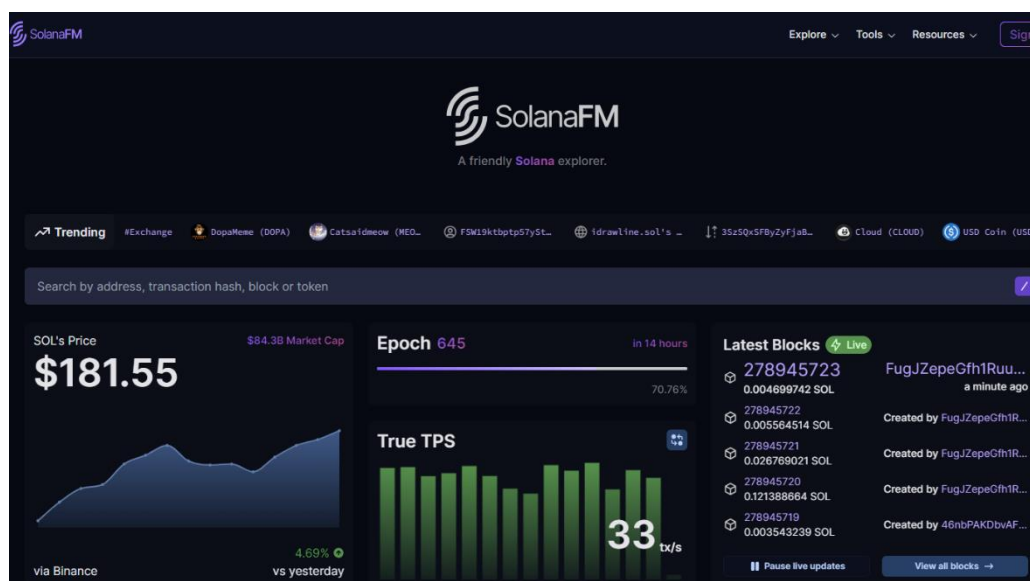 SolanaFM
Explore Tools Resources Sign
SolanaFM
A friendly Solana explorer.
Trending #Exchange DopaMeme (DOPA) Catsaidmeow (MEO… FSW19ktbptp57ySt… idrawline.sol's … 3SzSQxSFByZyFjaB… Cloud (CLOUD) USD Coin (USD
Search by address, transaction hash, block or token /
SOL's Price $84.3B Market Cap
$181.55
4.69%
via Binance vs yesterday
Epoch 645 in 14 hours
70.76%
True TPS
33 tx/s
Latest Blocks Live
278945723 FugJZepeGfh1Ruu...
0.004699742 SOL a minute ago
278945722
0.005564514 SOL Created by FugJZepeGfh1R...
278945721
0.026769021 SOL Created by FugJZepeGfh1R...
278945720
0.121388664 SOL Created by FugJZepeGfh1R...
278945719
0.003543239 SOL Created by 46nbPAKDbvAF...
Pause live updates View all blocks →